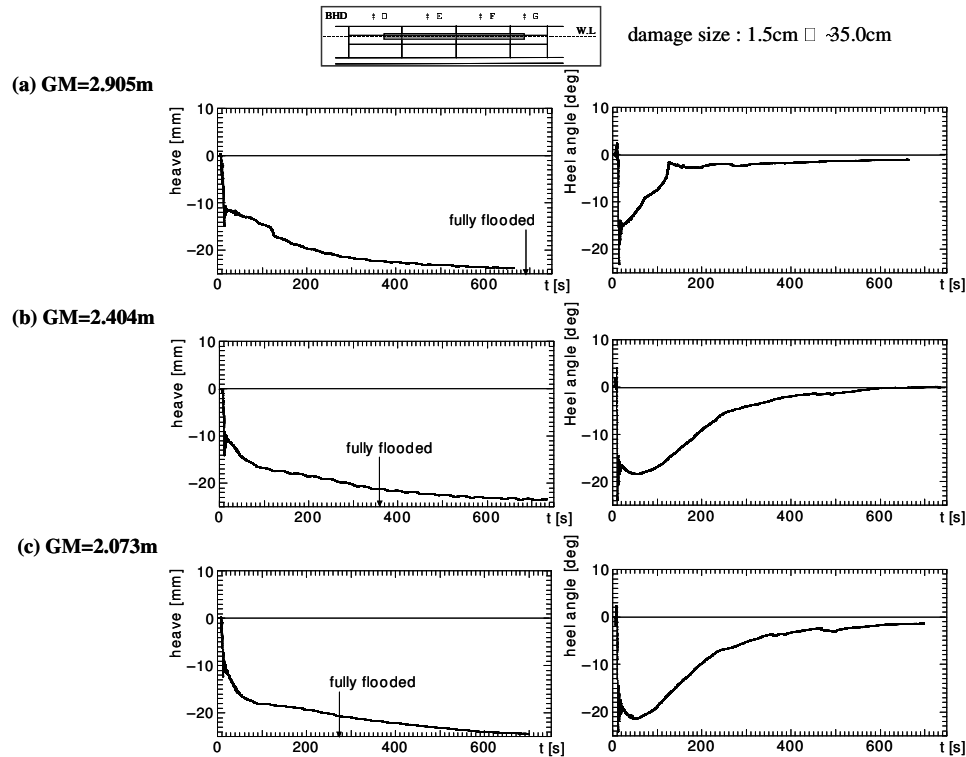 BHD ‡ D ‡ E ‡ F ‡ G
W.L
damage size : 1.5cm □ ~35.0cm
(a) GM=2.905m
heave [mm]
10
0
−10
−20
0 200 400 600 t [s]
fully flooded
Heel angle [deg]
10
0
−10
−20
0 200 400 600 t [s]
(b) GM=2.404m
heave [mm]
10
0
−10
−20
0 200 400 600 t [s]
fully flooded
Heel angle [deg]
10
0
−10
−20
0 200 400 600 t [s]
(c) GM=2.073m
heave [mm]
10
0
−10
−20
0 200 400 600 t [s]
fully flooded
heel angle [deg]
10
0
−10
−20
0 200 400 600 t [s]